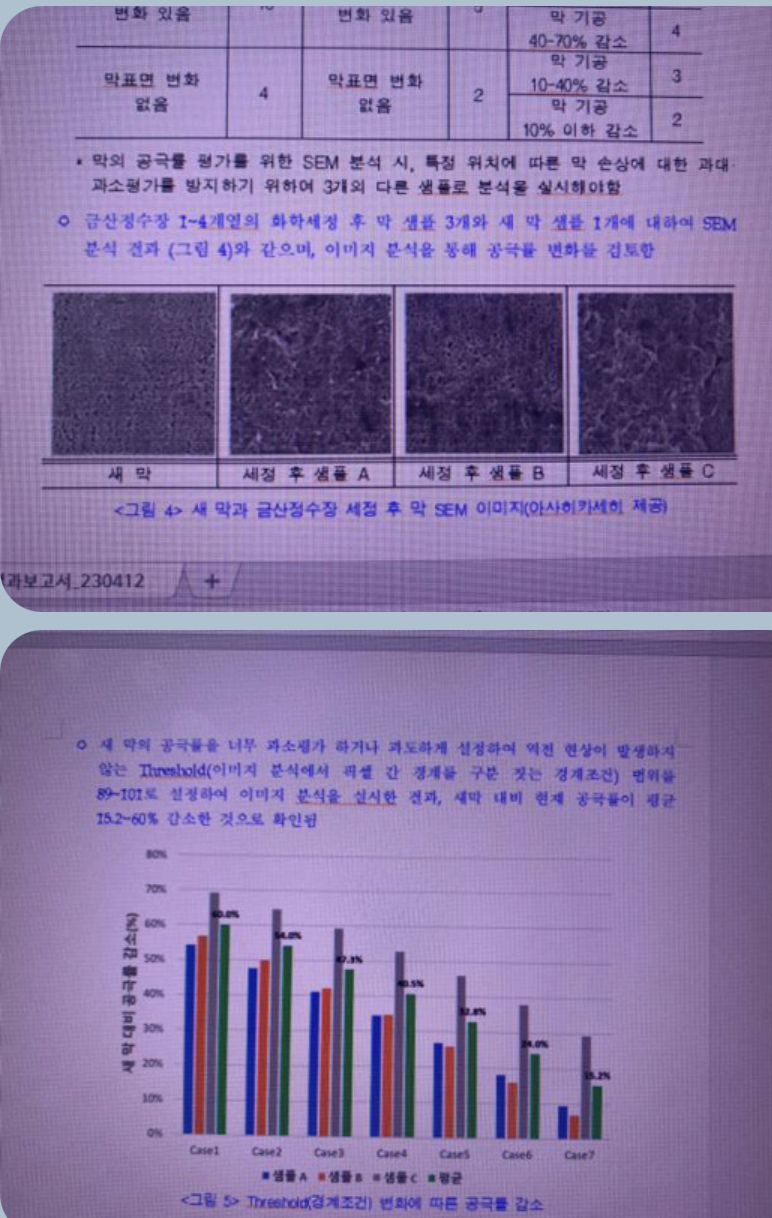 변화 있음 변화 있음 막 기공 40-70% 감소 4
막표면 변화 없음 4 막표면 변화 없음 2 막 기공 10-40% 감소 3
막 기공 10% 이하 감소 2
* 막의 공극률 평가를 위한 SEM 분석 시, 특정 위치에 따른 막 손상에 대한 과대·
과소평가를 방지하기 위하여 3개의 다른 샘플로 분석을 실시해야함
○ 금산정수장 1~4계열의 화학세정 후 막 샘플 3개와 새 막 샘플 1개에 대하여 SEM
분석 결과 (그림 4)와 같으며, 이미지 분석을 통해 공극률 변화를 검토함
새 막 세정 후 샘플 A 세정 후 샘플 B 세정 후 샘플 C
<그림 4> 새 막과 금산정수장 세정 후 막 SEM 이미지(아사히카세히 제공)
과보고서_230412 +
○ 새 막의 공극률을 너무 과소평가 하거나 과도하게 설정하여 역전 현상이 발생하지
않는 Threshold(이미지 분석에서 픽셀 간 경계를 구분 짓는 경계조건) 범위를
89~101로 설정하여 이미지 분석을 실시한 결과, 새막 대비 현재 공극률이 평균
15.2~60% 감소한 것으로 확인됨
새 막 대비 공극률 감소(%)
80%
70%
60%
50%
40%
30%
20%
10%
0%
60.0% 54.0% 47.3% 40.5% 32.8% 24.0% 15.2%
Case1 Case2 Case3 Case4 Case5 Case6 Case7
샘플 A 샘플 B 샘플 C 평균
<그림 5> Threshold(경계조건) 변화에 따른 공극률 감소